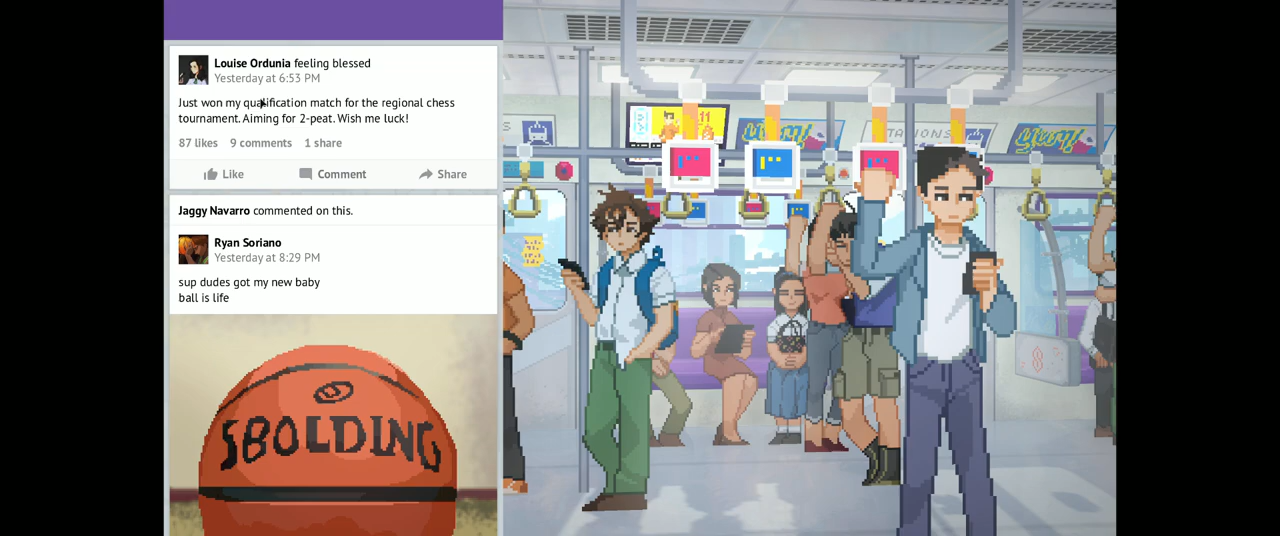 Louise Ordunia feeling blessed
Yesterday at 6:53 PM
Just won my qualification match for the regional chess
tournament. Aiming for 2-peat. Wish me luck!
87 likes 9 comments 1 share
Like Comment Share
Jaggy Navarro commented on this.
Ryan Soriano
Yesterday at 8:29 PM
sup dudes got my new baby
ball is life
SBOLDING
11
STATIONS